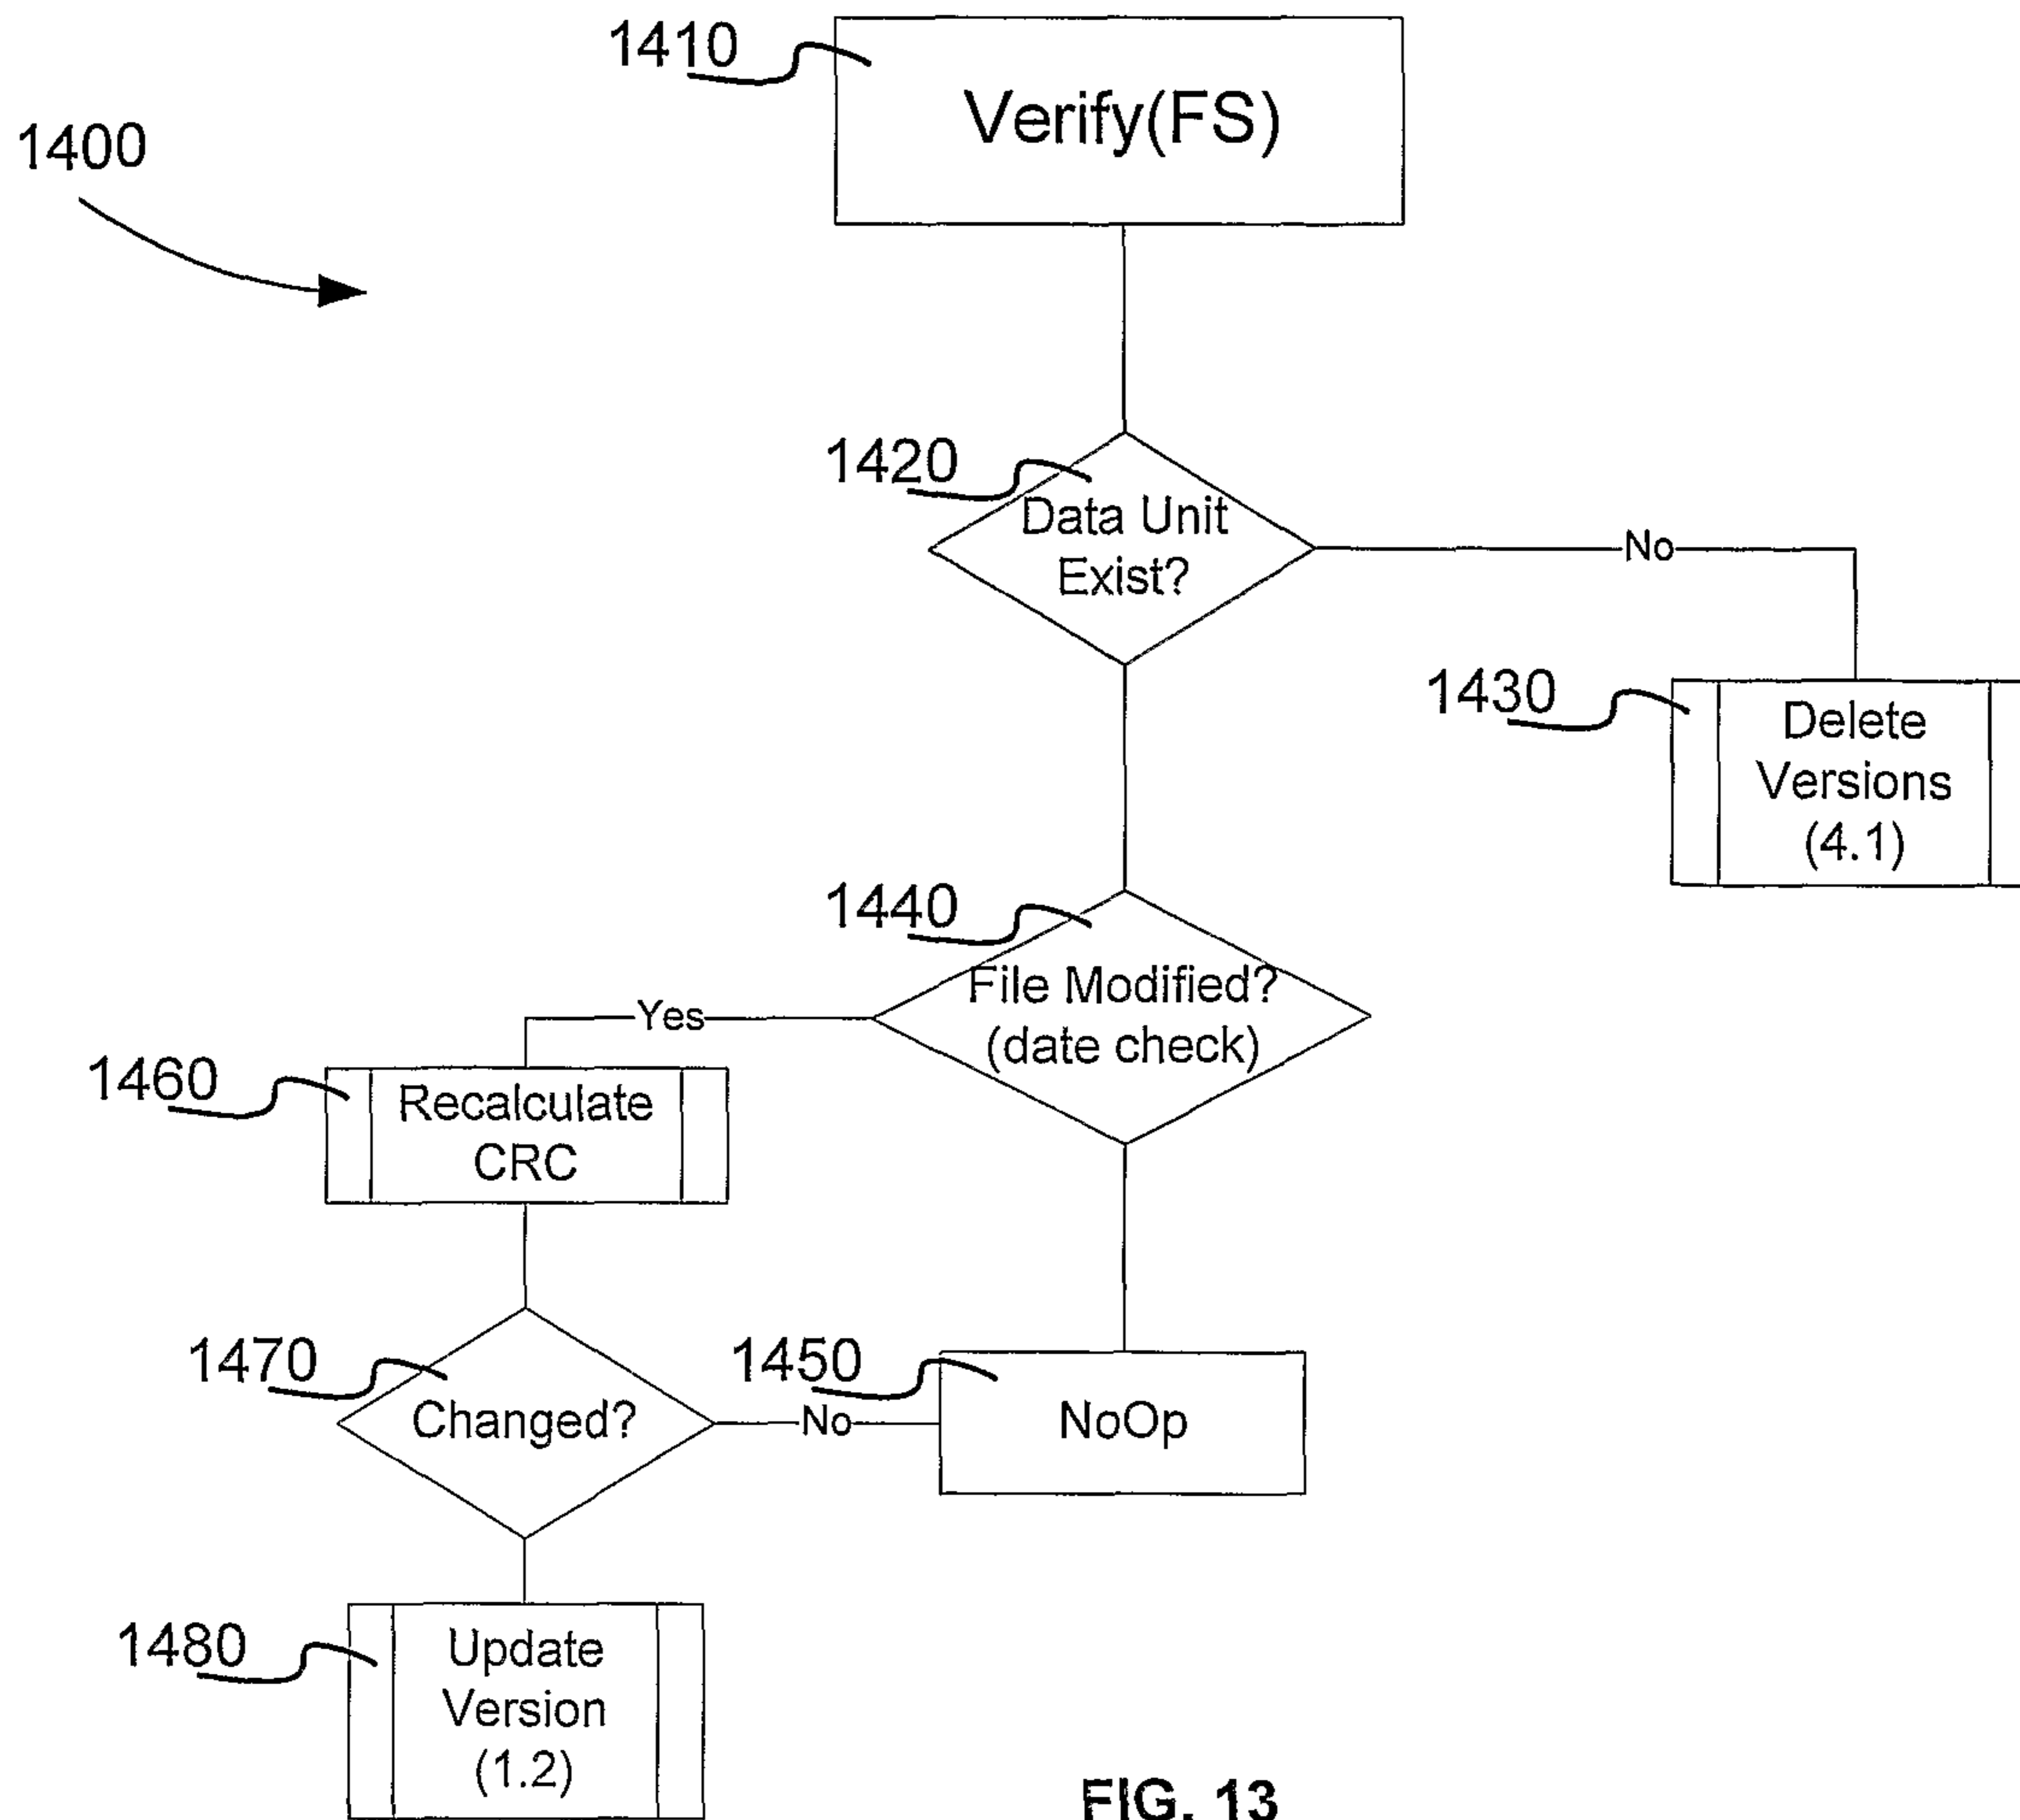 1410
Verify(FS)
1400
1420
Data Unit
Exist?
No
1430
Delete
Versions
(4.1)
1440
File Modified?
(date check)
Yes
1460
Recalculate
CRC
1470
Changed?
No
1450
NoOp
1480
Update
Version
(1.2)
FIG. 13